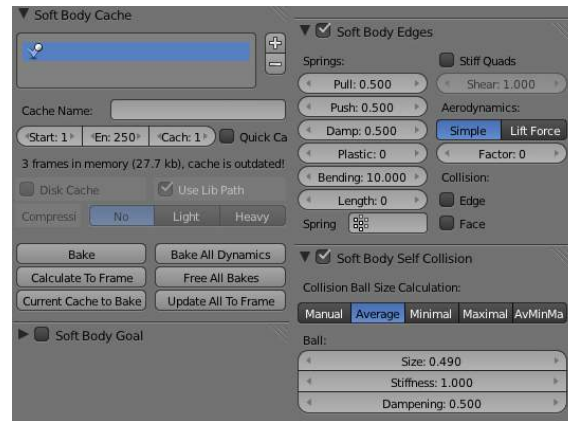 Soft Body Cache
Cache Name:
Start: 1 En: 250 Cach: 1 Quick Ca
3 frames in memory (27.7 kb), cache is outdated!
Disk Cache Use Lib Path
Compressi No Light Heavy
Bake Bake All Dynamics
Calculate To Frame Free All Bakes
Current Cache to Bake Update All To Frame
Soft Body Goal
Soft Body Edges
Springs: Stiff Quads
Pull: 0.500 Shear: 1.000
Push: 0.500 Aerodynamics:
Damp: 0.500 Simple Lift Force
Plastic: 0 Factor: 0
Bending: 10.000 Collision:
Length: 0 Edge
Spring Face
Soft Body Self Collision
Collision Ball Size Calculation:
Manual Average Minimal Maximal AvMinMa
Ball:
Size: 0.490
Stiffness: 1.000
Dampening: 0.500